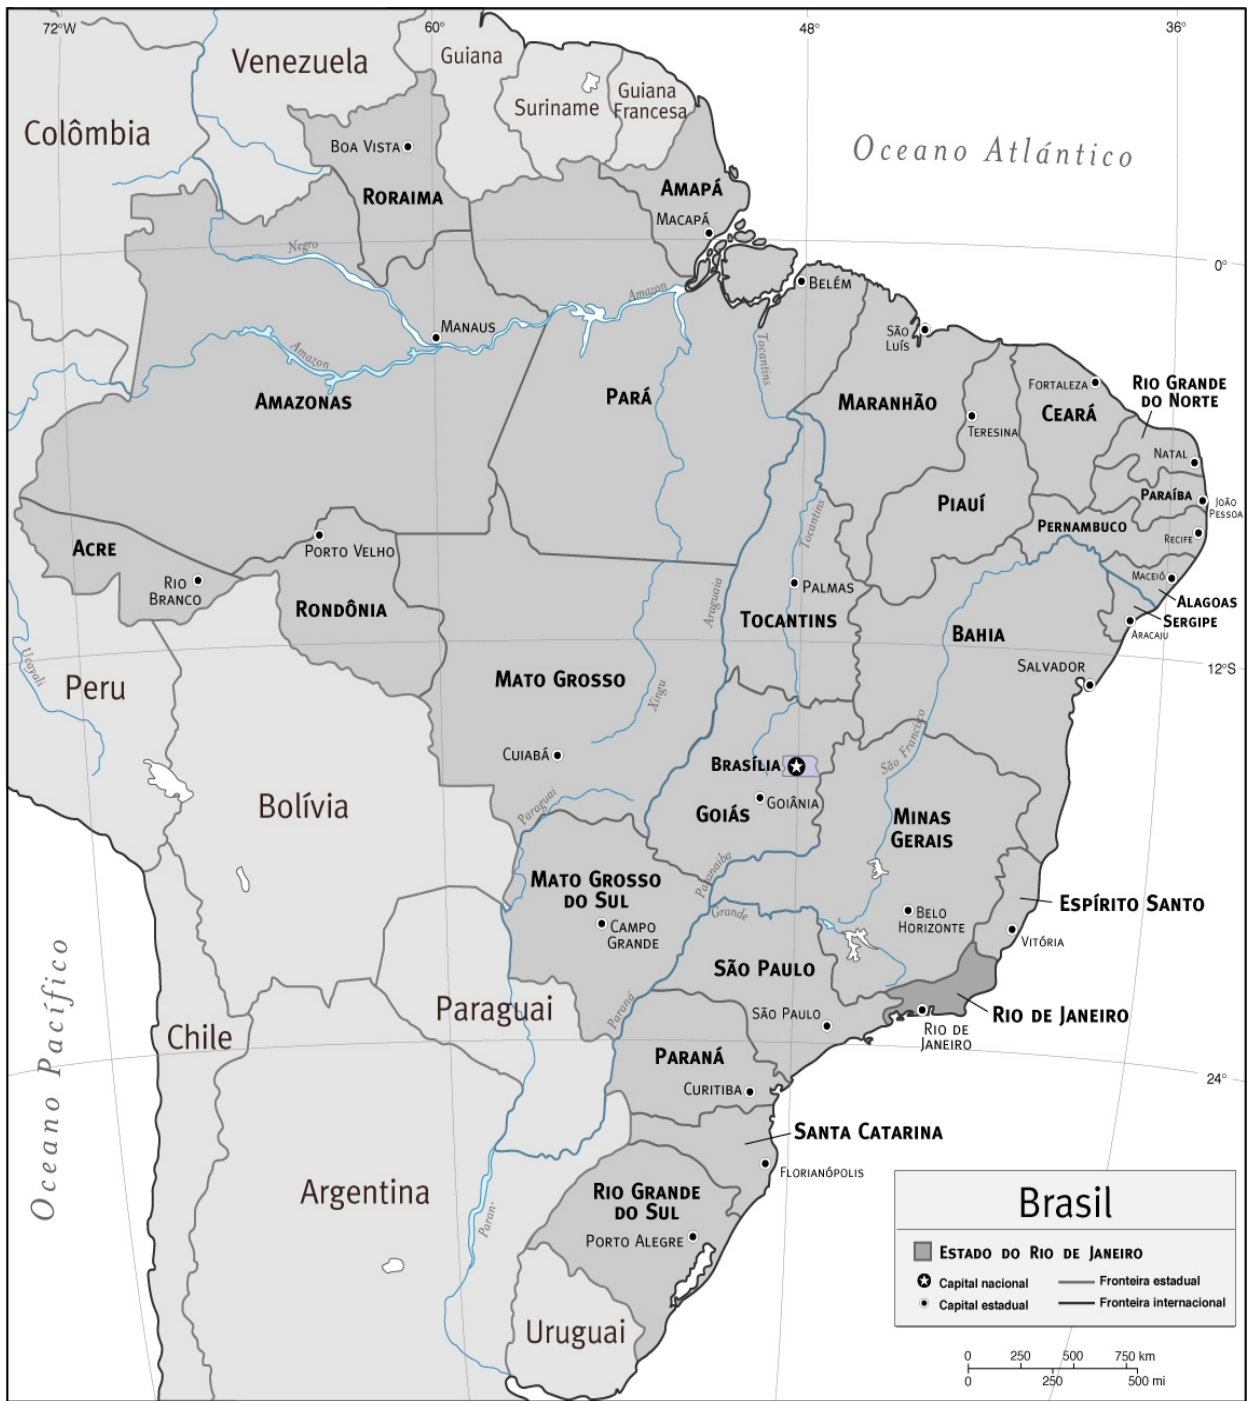 72°W
60°
48°
36°
Venezuela
Guiana
Suriname
Guiana
Francesa
Colômbia
Oceano Atlántico
BOA VISTA
RORAIMA
AMAPÁ
MACAPÁ
Negro
0°
BELÉM
Amazon
MANAUS
SÃO
LUÍS
Amazon
Tocantins
FORTALEZA
RIO GRANDE
DO NORTE
AMAZONAS
PARÁ
MARANHÃO
CEARÁ
TERESINA
NATAL
PIAUÍ
PARAÍBA
JOÃO
PESSOA
PERNAMBUCO
RECIFE
Tocantins
ACRE
PORTO VELHO
RIO
BRANCO
RONDÔNIA
Araguaia
PALMAS
TOCANTINS
MACEIÓ
ALAGOAS
SERGIPE
ARACAJU
BAHIA
12°S
SALVADOR
Ucayali
Peru
MATO GROSSO
Xingu
São Francisco
CUIABÁ
BRASÍLIA
GOIÁS
GOIÂNIA
Bolívia
Paraguai
MINAS
GERAIS
MATO GROSSO
DO SUL
Paranaíba
Grande
CAMPO
GRANDE
BELO
HORIZONTE
ESPÍRITO SANTO
VITÓRIA
Oceano Pacífico
SÃO PAULO
SÃO PAULO
Paraguai
Paraná
RIO DE JANEIRO
RIO DE
JANEIRO
Chile
PARANÁ
CURITIBA
24°
SANTA CATARINA
FLORIANÓPOLIS
Argentina
RIO GRANDE
DO SUL
PORTO ALEGRE
Paran·
Uruguai
Brasil
ESTADO DO RIO DE JANEIRO
Capital nacional
Fronteira estadual
Capital estadual
Fronteira internacional
0 250 500 750 km
0 250 500 mi